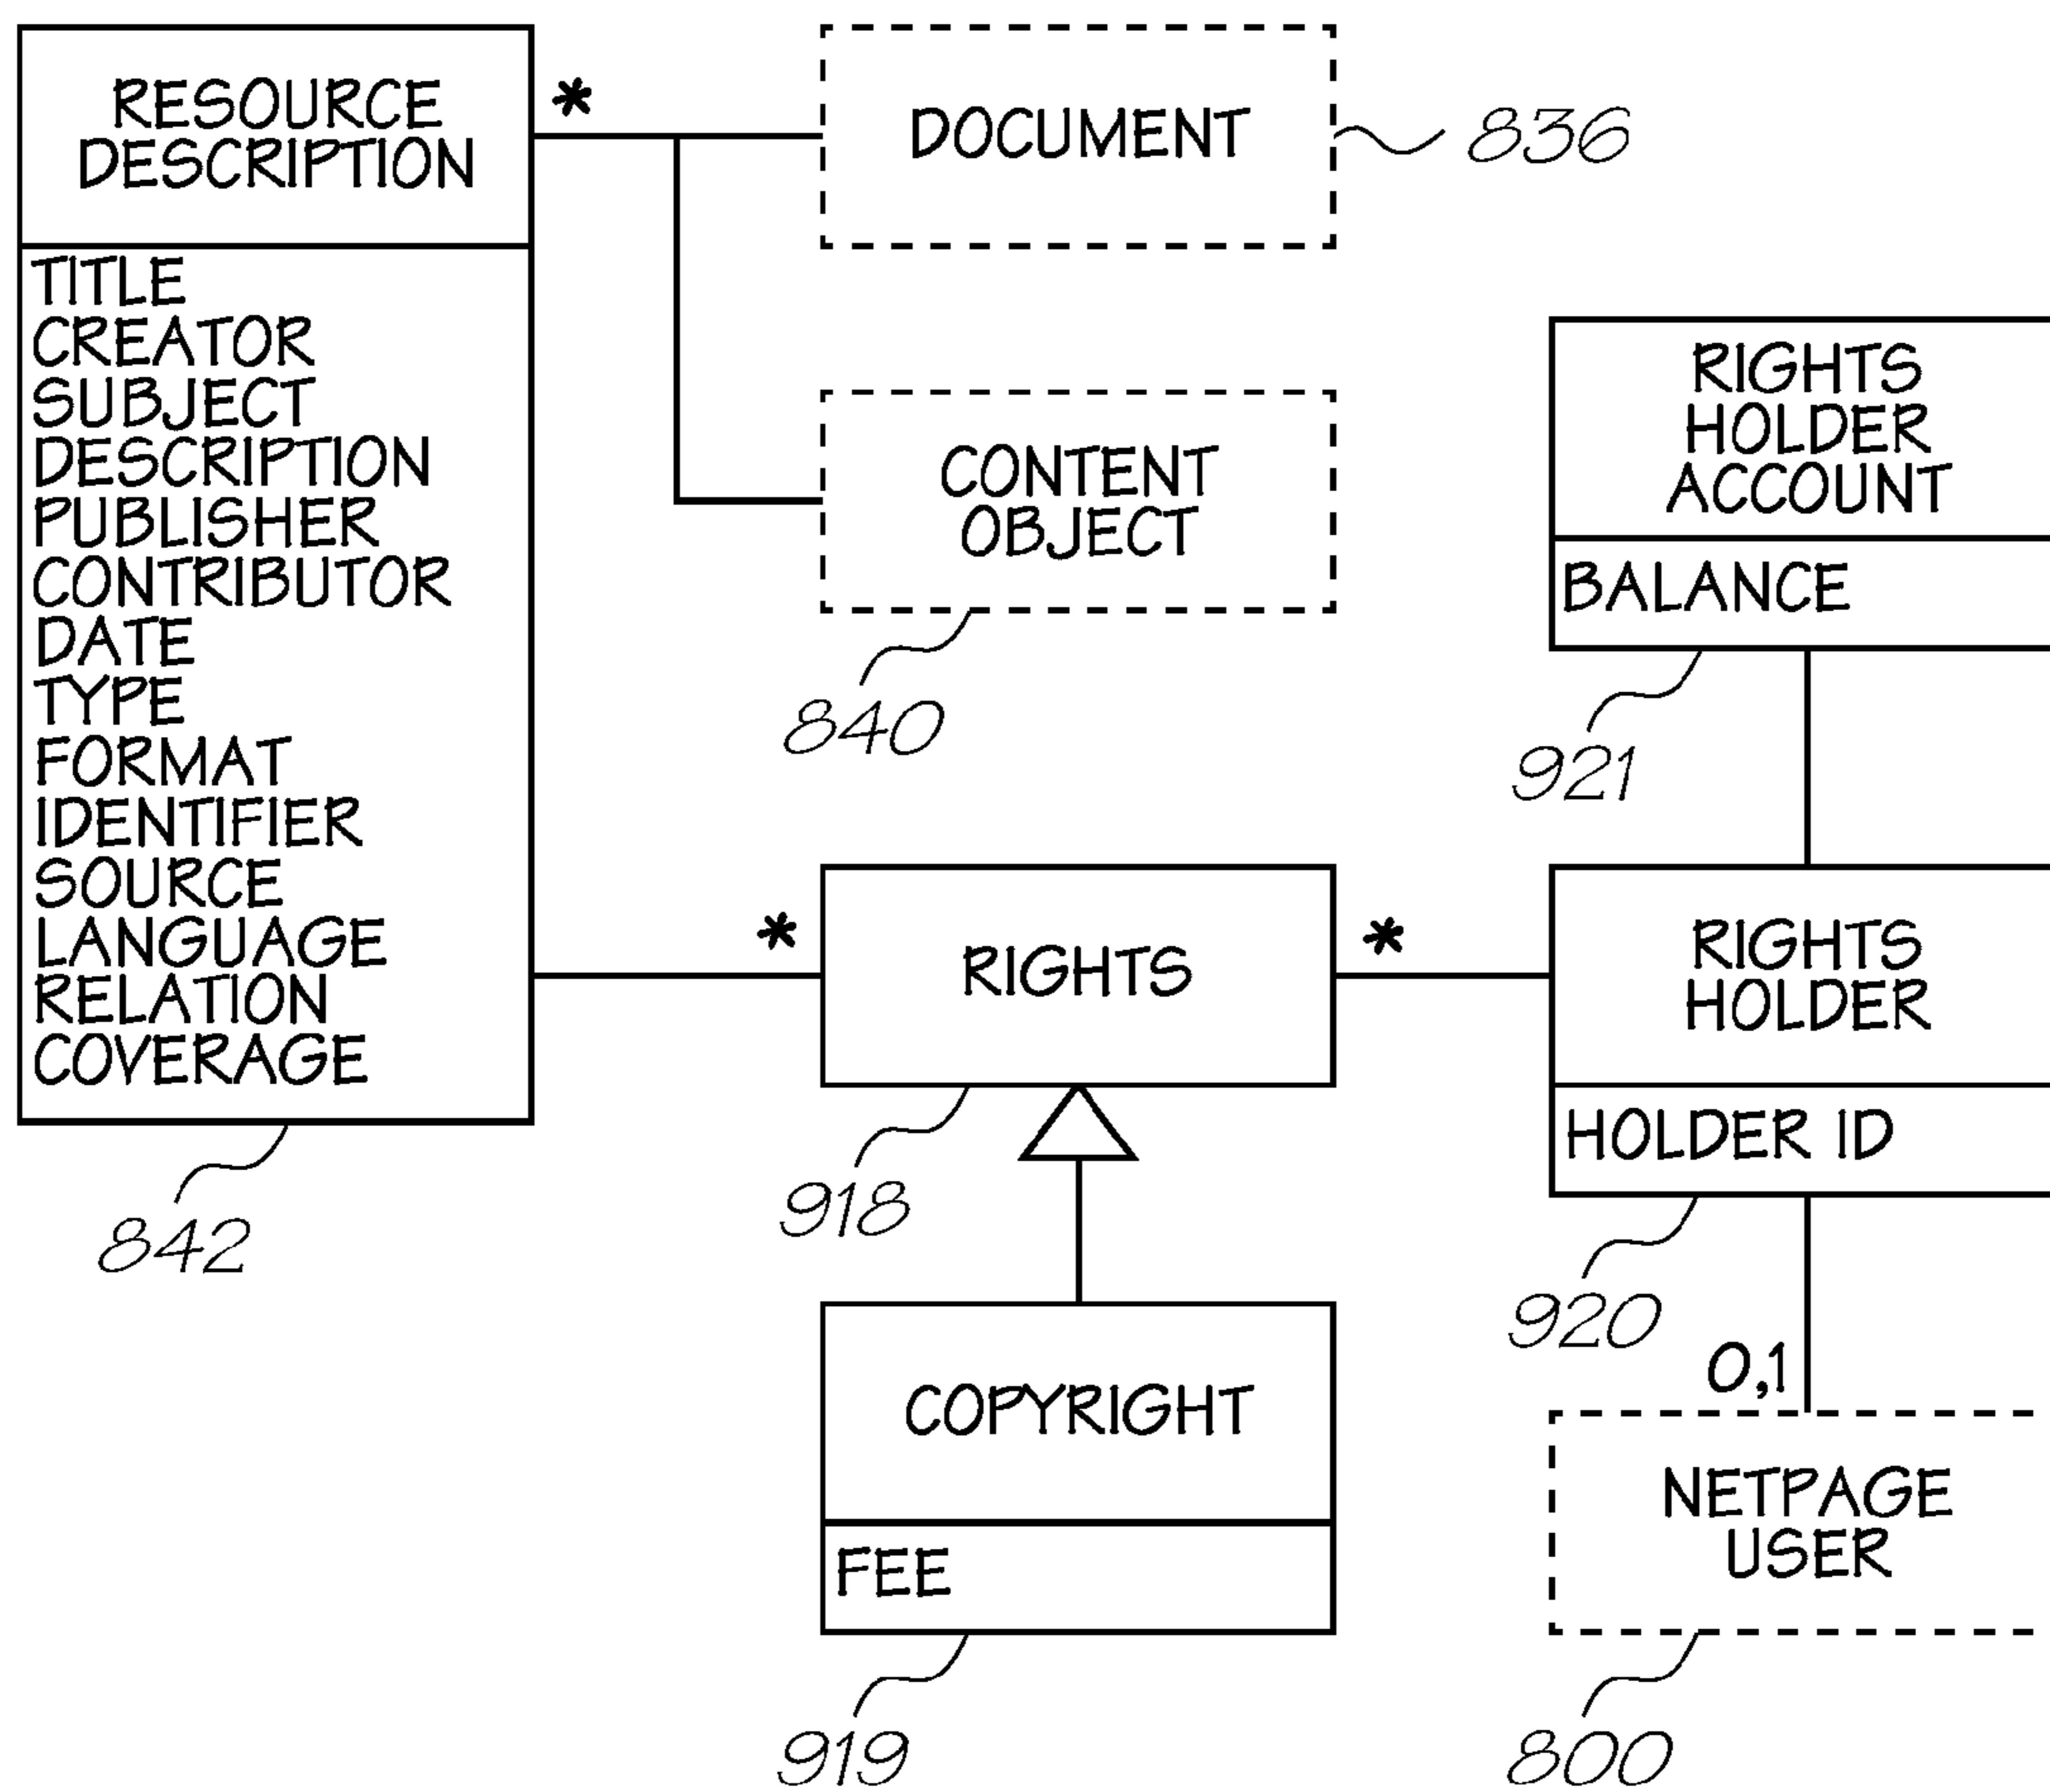 RESOURCE
DESCRIPTION
*
TITLE
CREATOR
SUBJECT
DESCRIPTION
PUBLISHER
CONTRIBUTOR
DATE
TYPE
FORMAT
IDENTIFIER
SOURCE
LANGUAGE
RELATION
COVERAGE
842
DOCUMENT
836
CONTENT
OBJECT
840
RIGHTS
HOLDER
ACCOUNT
BALANCE
921
*
RIGHTS
*
918
RIGHTS
HOLDER
HOLDER ID
920
COPYRIGHT
FEE
919
0,1
NETPAGE
USER
800